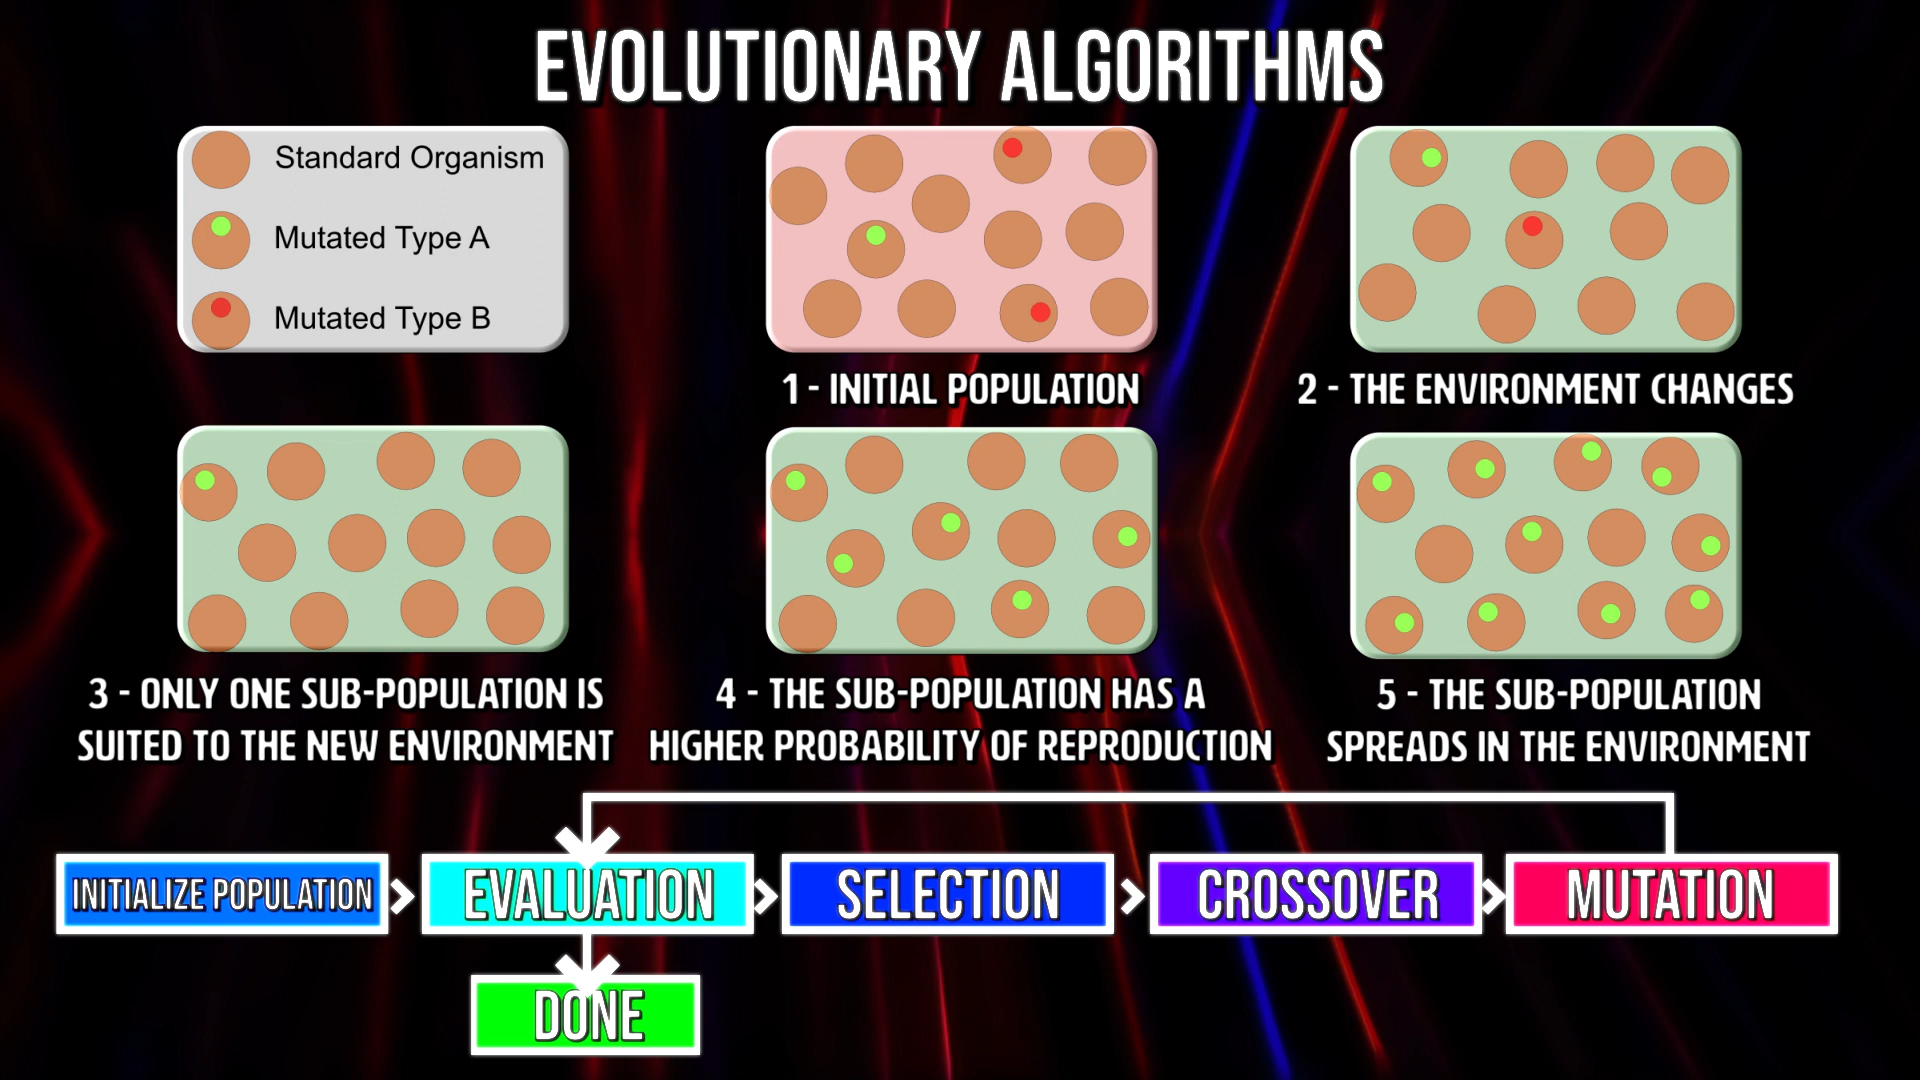 EVOLUTIONARY ALGORITHMS
Standard Organism
Mutated Type A
Mutated Type B
1 - INITIAL POPULATION
2 - THE ENVIRONMENT CHANGES
3 - ONLY ONE SUB-POPULATION IS
SUITED TO THE NEW ENVIRONMENT
4 - THE SUB-POPULATION HAS A
HIGHER PROBABILITY OF REPRODUCTION
5 - THE SUB-POPULATION
SPREADS IN THE ENVIRONMENT
INITIALIZE POPULATION
EVALUATION
SELECTION
CROSSOVER
MUTATION
DONE